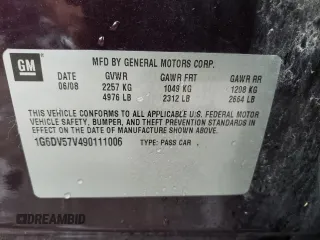 GM
MFD BY GENERAL MOTORS CORP.
DATE GVWR GAWR FRT GAWR RR
06/08 2257 KG 1049 KG 1208 KG
4976 LB 2312 LB 2664 LB
THIS VEHICLE CONFORMS TO ALL APPLICABLE U.S. FEDERAL MOTOR
VEHICLE SAFETY, BUMPER, AND THEFT PREVENTION STANDARDS IN
EFFECT ON THE DATE OF MANUFACTURE SHOWN ABOVE.
1G6DV57V490111006 TYPE: PASS CAR
DREAMBID